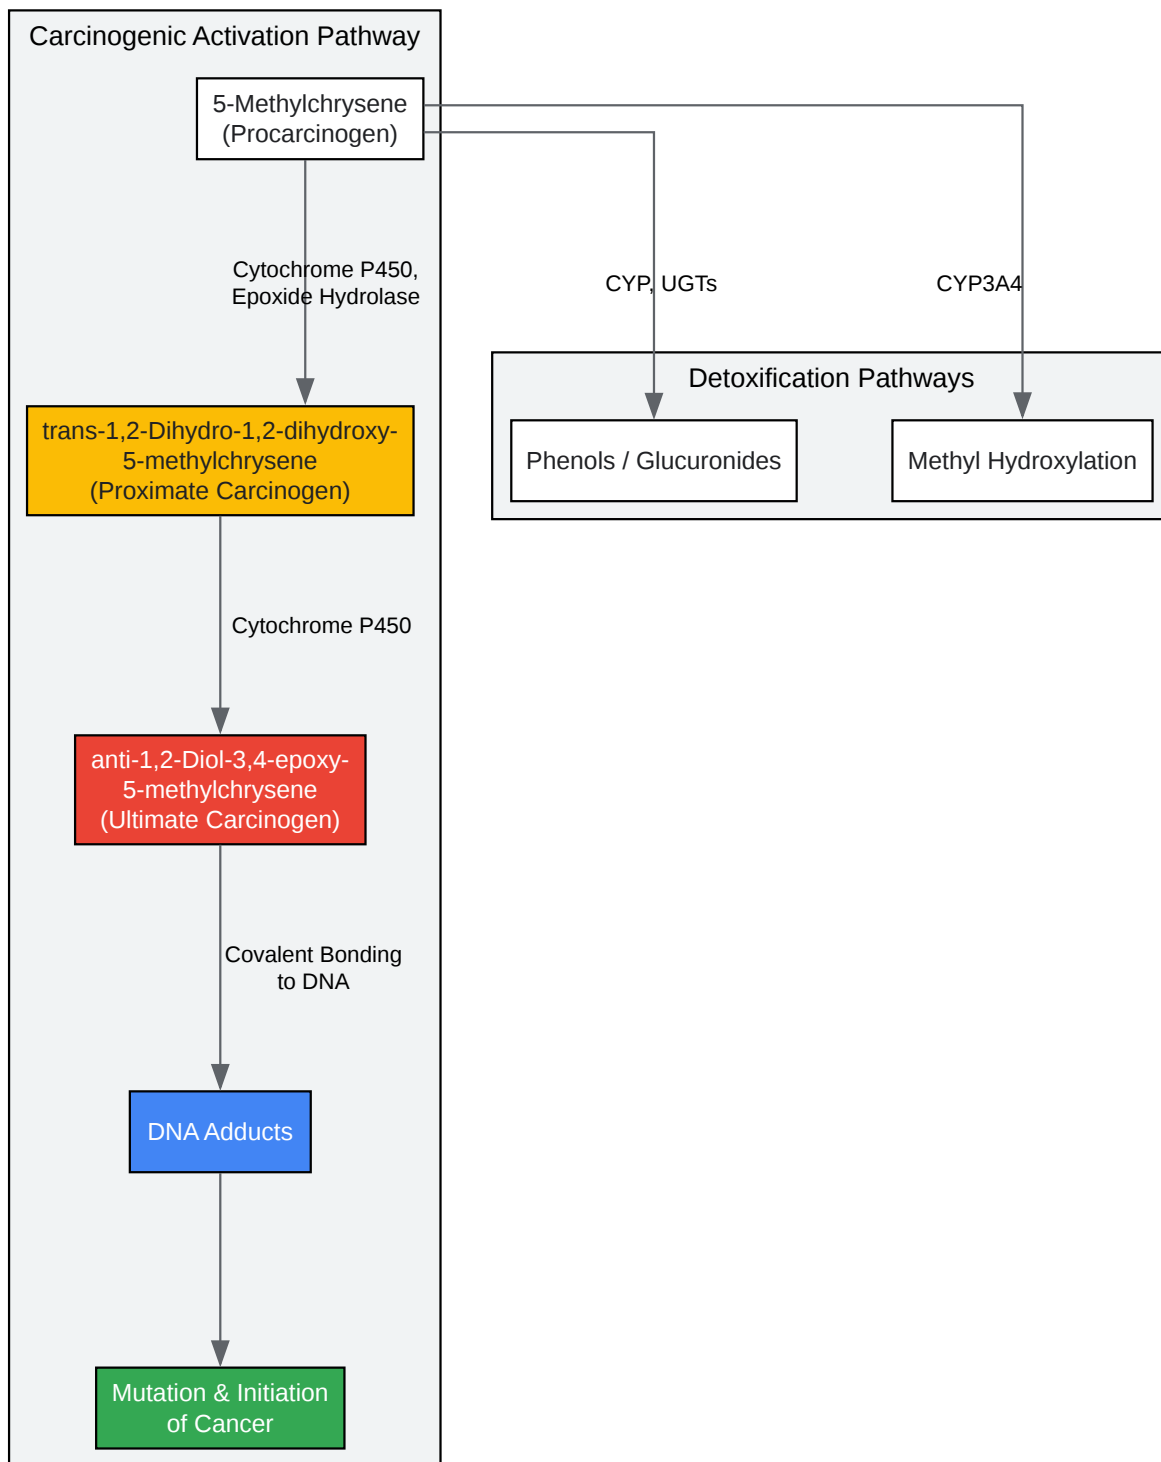 Carcinogenic Activation Pathway
5-Methylchrysene
(Procarcinogen)
Cytochrome P450,
Epoxide Hydrolase
CYP, UGTs
CYP3A4
Detoxification Pathways
Phenols / Glucuronides
Methyl Hydroxylation
trans-1,2-Dihydro-1,2-dihydroxy-
5-methylchrysene
(Proximate Carcinogen)
Cytochrome P450
anti-1,2-Diol-3,4-epoxy-
5-methylchrysene
(Ultimate Carcinogen)
Covalent Bonding
to DNA
DNA Adducts
Mutation & Initiation
of Cancer